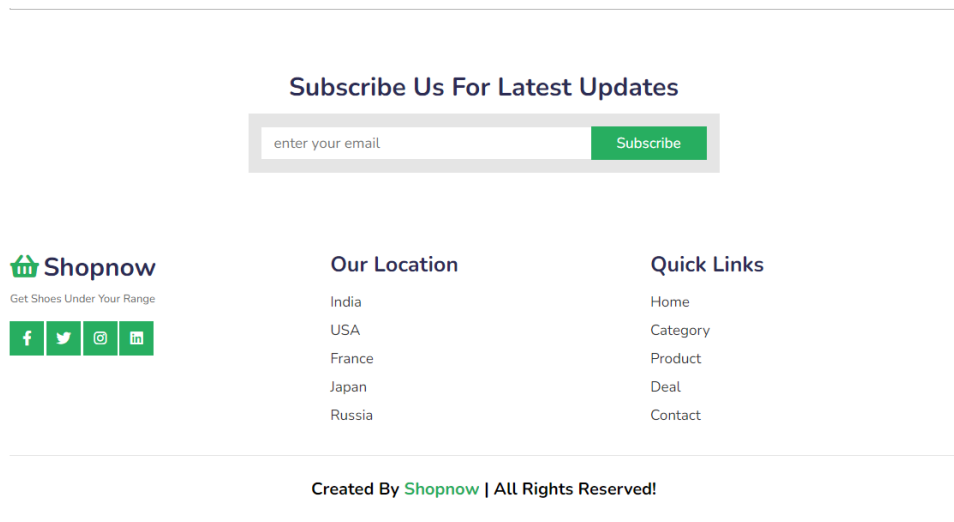 Subscribe Us For Latest Updates
enter your email
Subscribe
Shopnow
Get Shoes Under Your Range
Our Location
India
USA
France
Japan
Russia
Quick Links
Home
Category
Product
Deal
Contact
Created By Shopnow | All Rights Reserved!